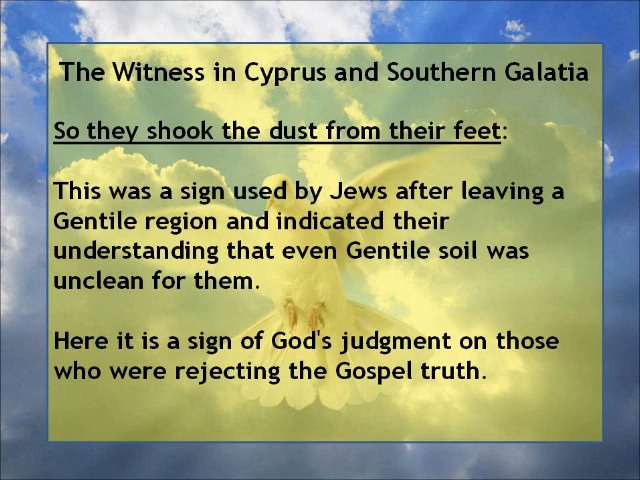 The Witness in Cyprus and Southern Galatia
So they shook the dust from their feet:
This was a sign used by Jews after leaving a
Gentile region and indicated their
understanding that even Gentile soil was
unclean for them.
Here it is a sign of God's judgment on those
who were rejecting the Gospel truth.